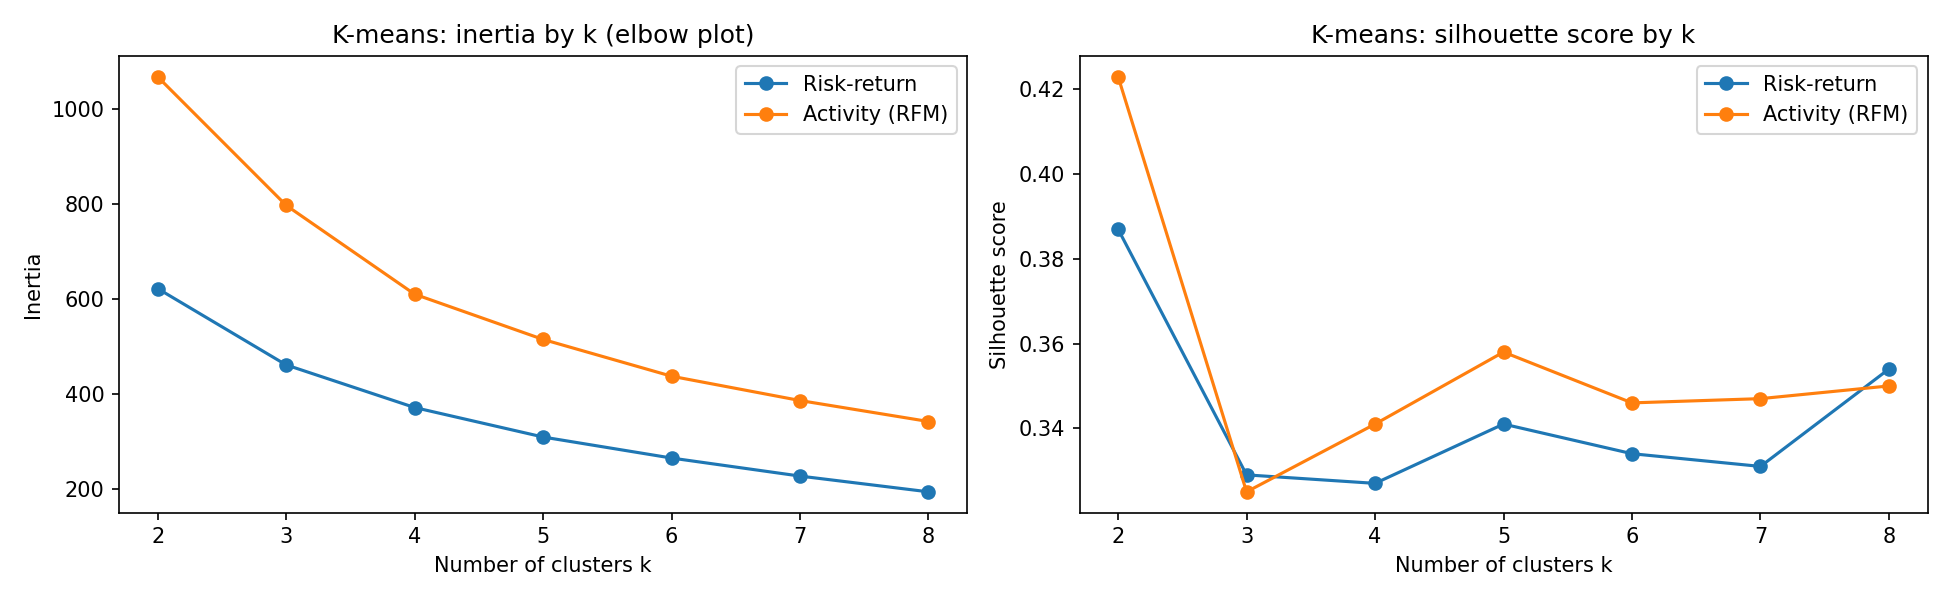 K-means: inertia by k (elbow plot)
Inertia
1000
800
600
400
200
2 3 4 5 6 7 8
Number of clusters k
Risk-return
Activity (RFM)
K-means: silhouette score by k
Silhouette score
0.42
0.40
0.38
0.36
0.34
2 3 4 5 6 7 8
Number of clusters k
Risk-return
Activity (RFM)